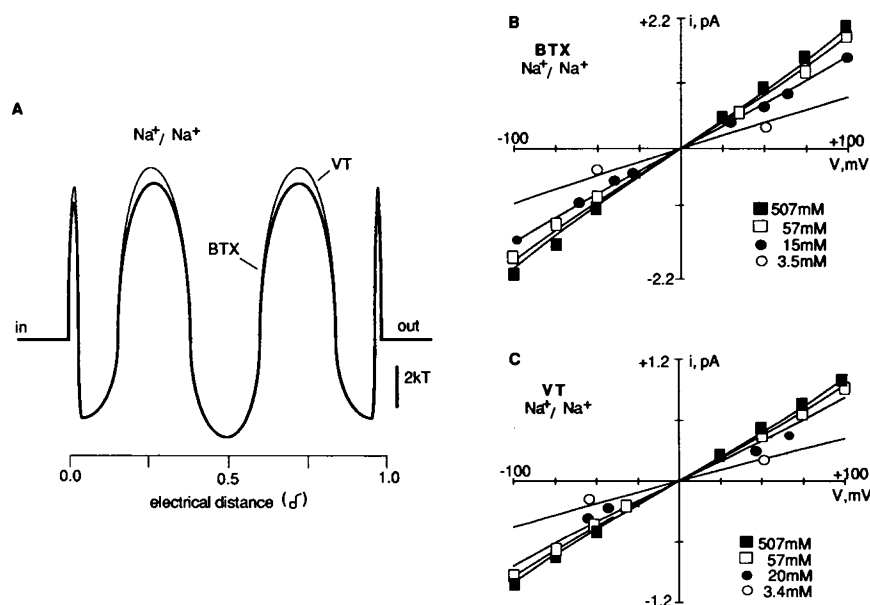 A
Na⁺/ Na⁺
VT
BTX
in
out
2kT
0.0 0.5 1.0
electrical distance (δ)
B
BTX
Na⁺/ Na⁺
+2.2 i, pA
-100
+100
V, mV
-2.2
507mM
57mM
15mM
3.5mM
C
VT
Na⁺/ Na⁺
+1.2 i, pA
-100
+100
V, mV
-1.2
507mM
57mM
20mM
3.4mM